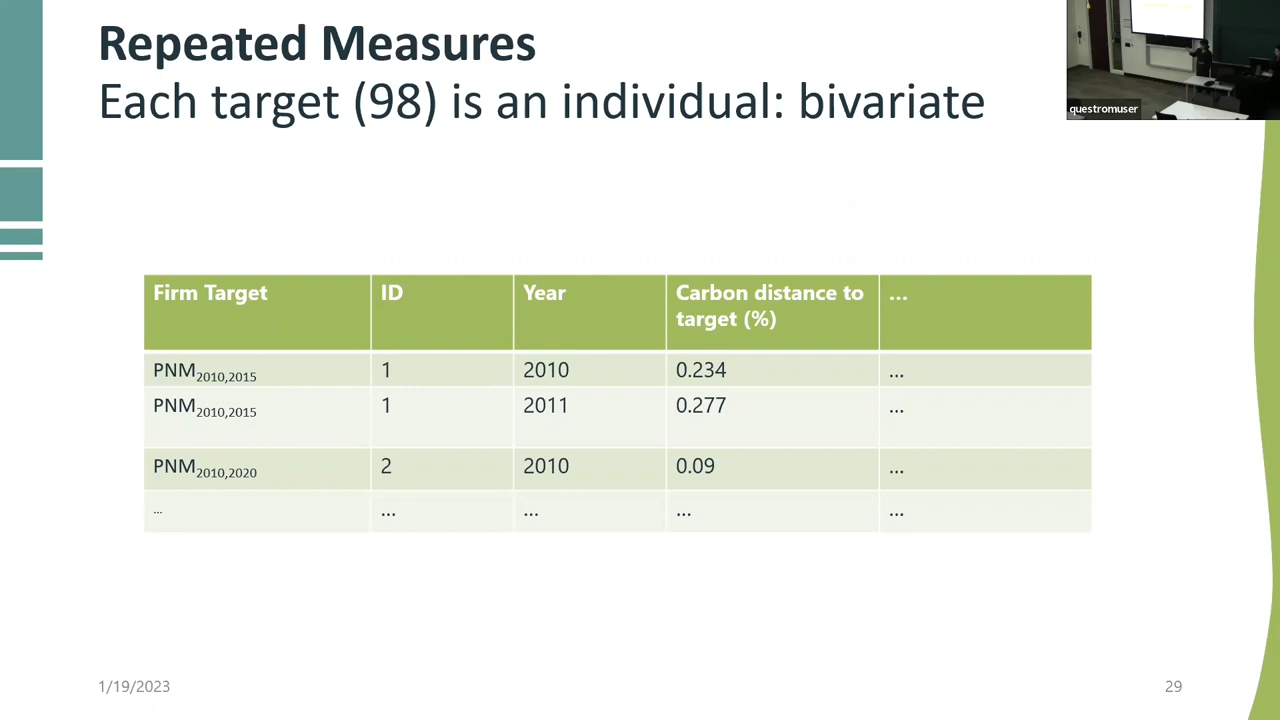 Repeated Measures
Each target (98) is an individual: bivariate
questromuser
Firm Target ID Year Carbon distance to target (%) ...
PNM2010,2015 1 2010 0.234 ...
PNM2010,2015 1 2011 0.277 ...
PNM2010,2020 2 2010 0.09 ...
... ... ... ... ...
1/19/2023
29